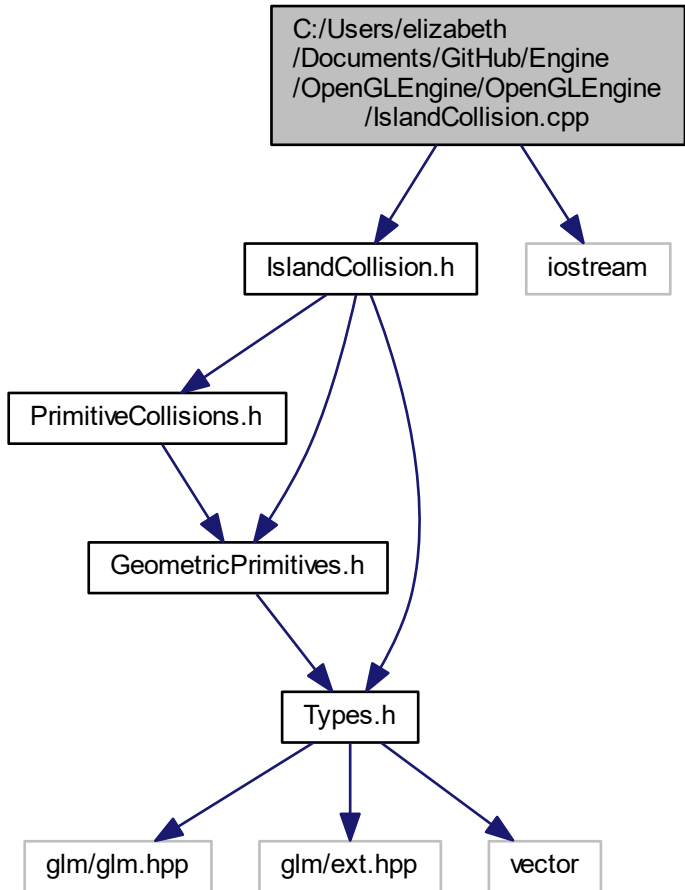 C:/Users/elizabeth
/Documents/GitHub/Engine
/OpenGLEngine/OpenGLEngine
/IslandCollision.cpp
IslandCollision.h
iostream
PrimitiveCollisions.h
GeometricPrimitives.h
Types.h
glm/glm.hpp
glm/ext.hpp
vector